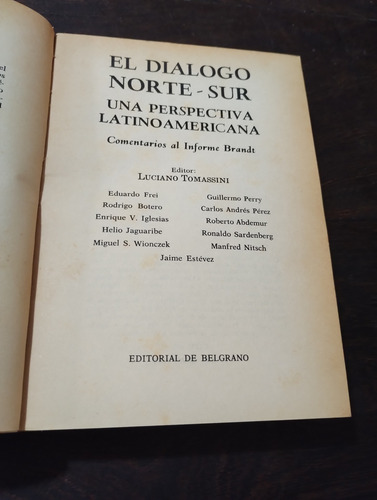 EL DIALOGO
NORTE - SUR
UNA PERSPECTIVA
LATINOAMERICANA
Comentarios al Informe Brandt
Editor:
LUCIANO TOMASSINI
Eduardo Frei
Guillermo Perry
Rodrigo Botero
Carlos Andrés Pérez
Enrique V. Iglesias
Roberto Abdemur
Helio Jaguaribe
Ronaldo Sardenberg
Miguel S. Wionczek
Manfred Nitsch
Jaime Estévez
EDITORIAL DE BELGRANO